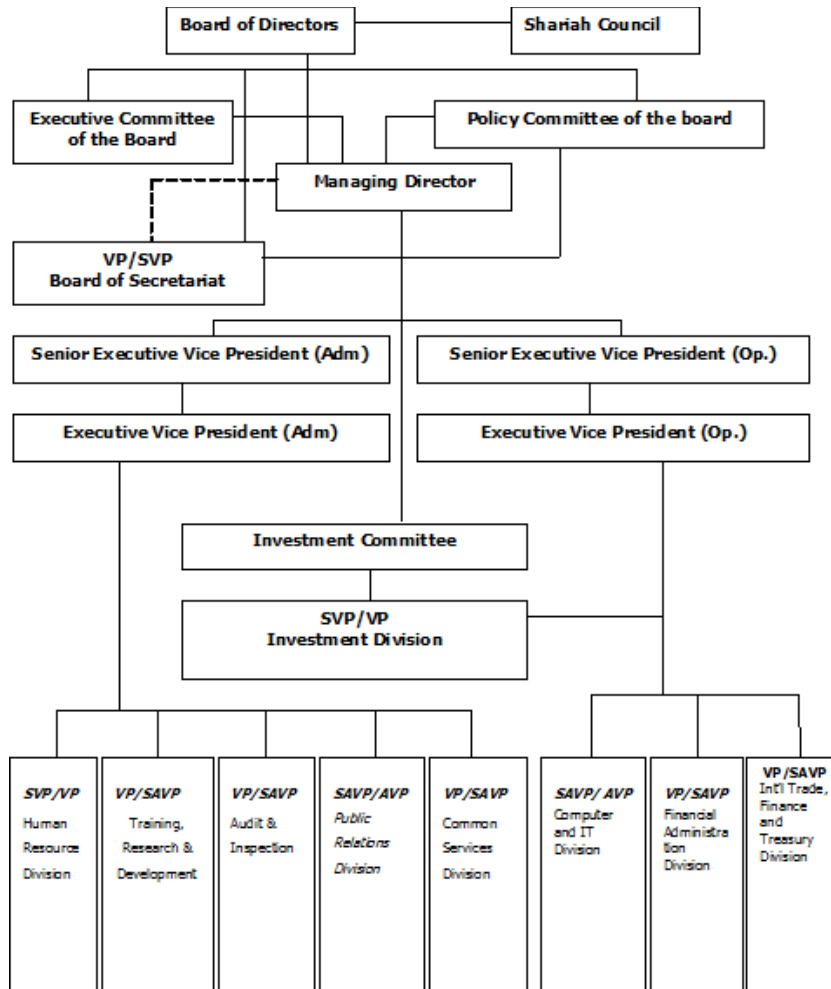 Board of Directors
Shariah Council
Executive Committee
of the Board
Policy Committee of the board
Managing Director
VP/SVP
Board of Secretariat
Senior Executive Vice President (Adm)
Senior Executive Vice President (Op.)
Executive Vice President (Adm)
Executive Vice President (Op.)
Investment Committee
SVP/VP
Investment Division
SVP/VP
Human
Resource
Division
VP/SAVP
Training,
Research &
Development
VP/SAVP
Audit &
Inspection
SAVP/AVP
Public
Relations
Division
VP/SAVP
Common
Services
Division
SAVP/ AVP
Computer
and IT
Division
VP/SAVP
Financial
Administra
tion
Division
VP/SAVP
Int'l Trade,
Finance
and
Treasury
Division